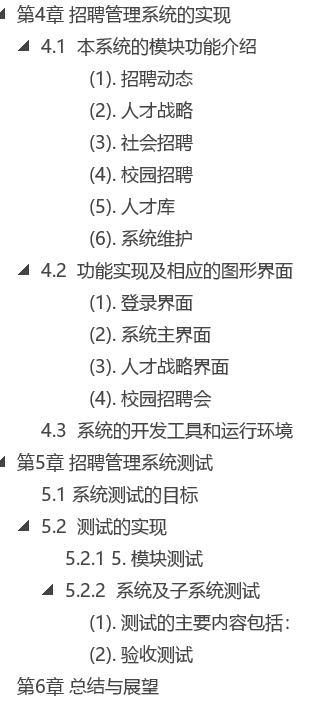 第4章 招聘管理系统的实现
4.1 本系统的模块功能介绍
(1). 招聘动态
(2). 人才战略
(3). 社会招聘
(4). 校园招聘
(5). 人才库
(6). 系统维护
4.2 功能实现及相应的图形界面
(1). 登录界面
(2). 系统主界面
(3). 人才战略界面
(4). 校园招聘会
4.3 系统的开发工具和运行环境
第5章 招聘管理系统测试
5.1 系统测试的目标
5.2 测试的实现
5.2.1 5. 模块测试
5.2.2 系统及子系统测试
(1). 测试的主要内容包括：
(2). 验收测试
第6章 总结与展望